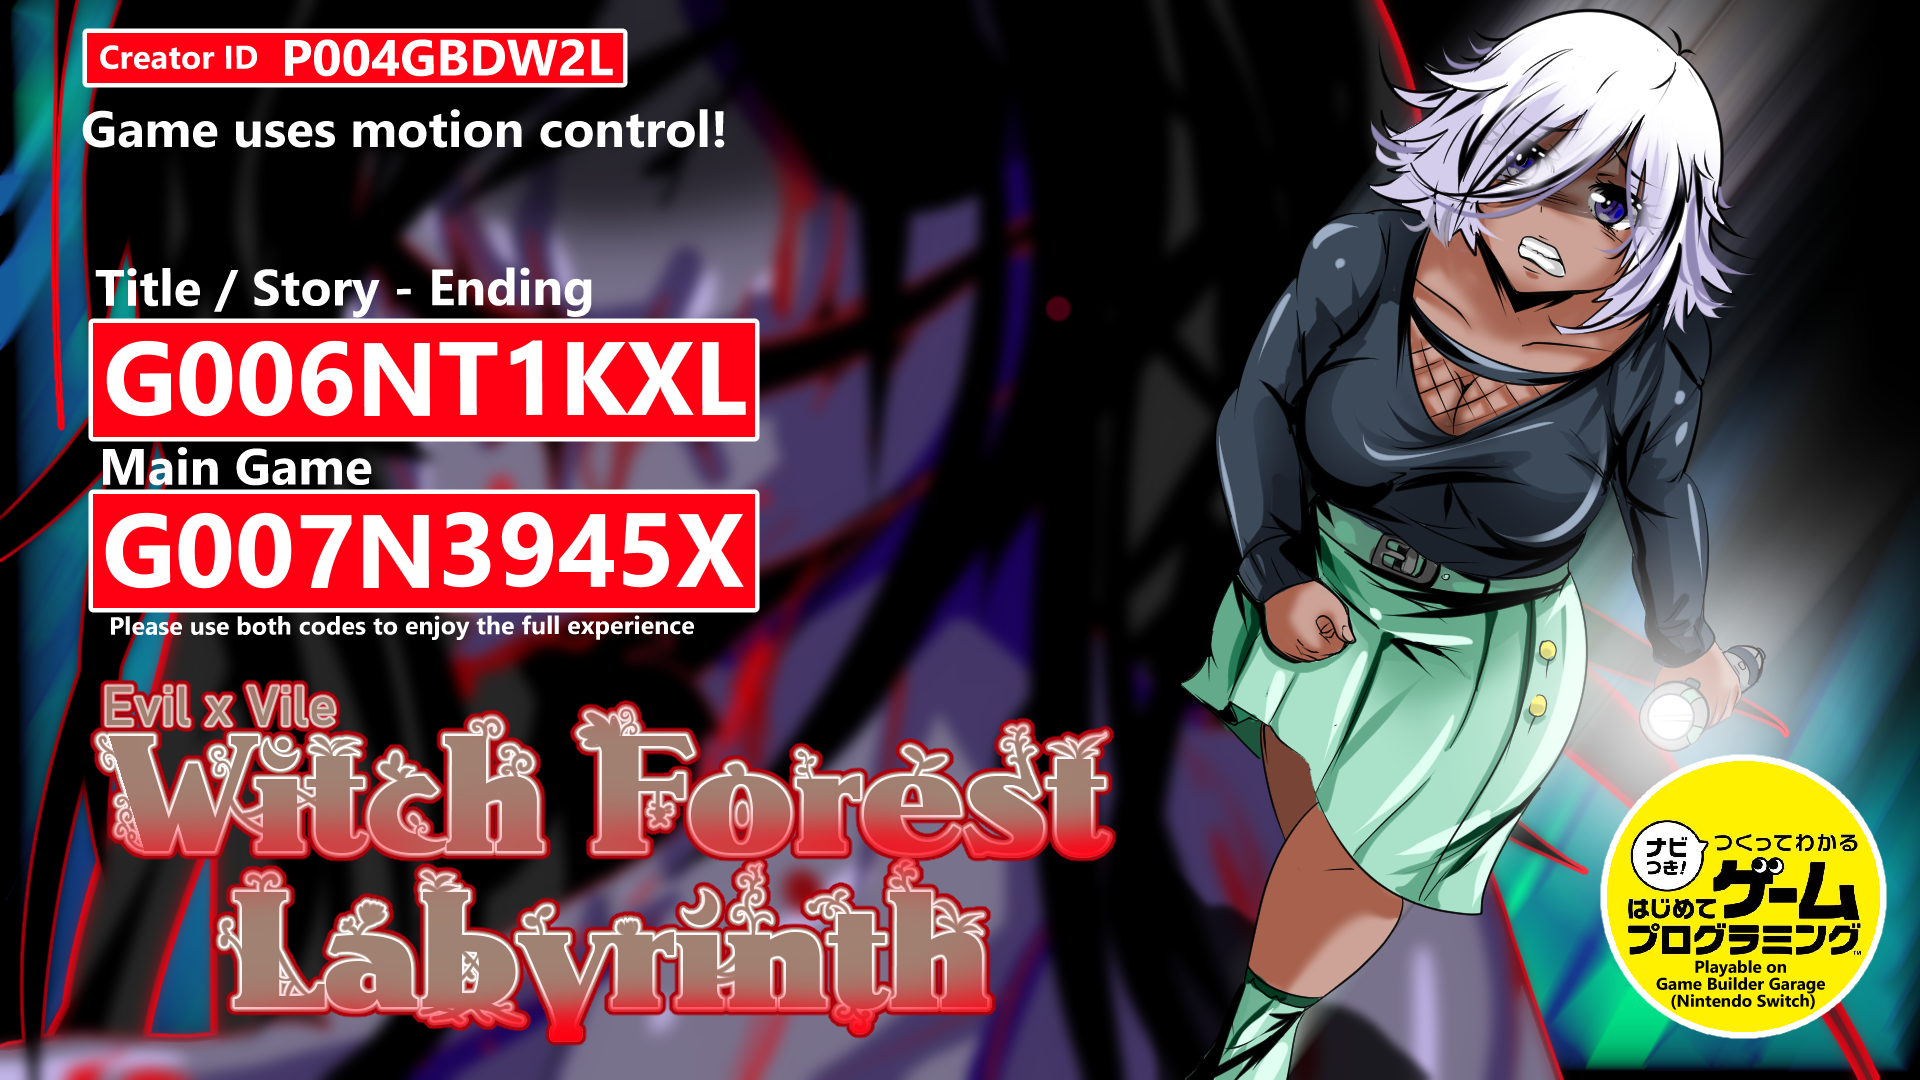 Creator ID P004GBDW2L
Game uses motion control!
Title / Story - Ending
G006NT1KXL
Main Game
G007N3945X
Please use both codes to enjoy the full experience
Evil x Vile
Witch Forest
Labyrinth
ナビ
つき!
つくってわかる
はじめて
ゲーム
プログラミング™
Playable on
Game Builder Garage
(Nintendo Switch)